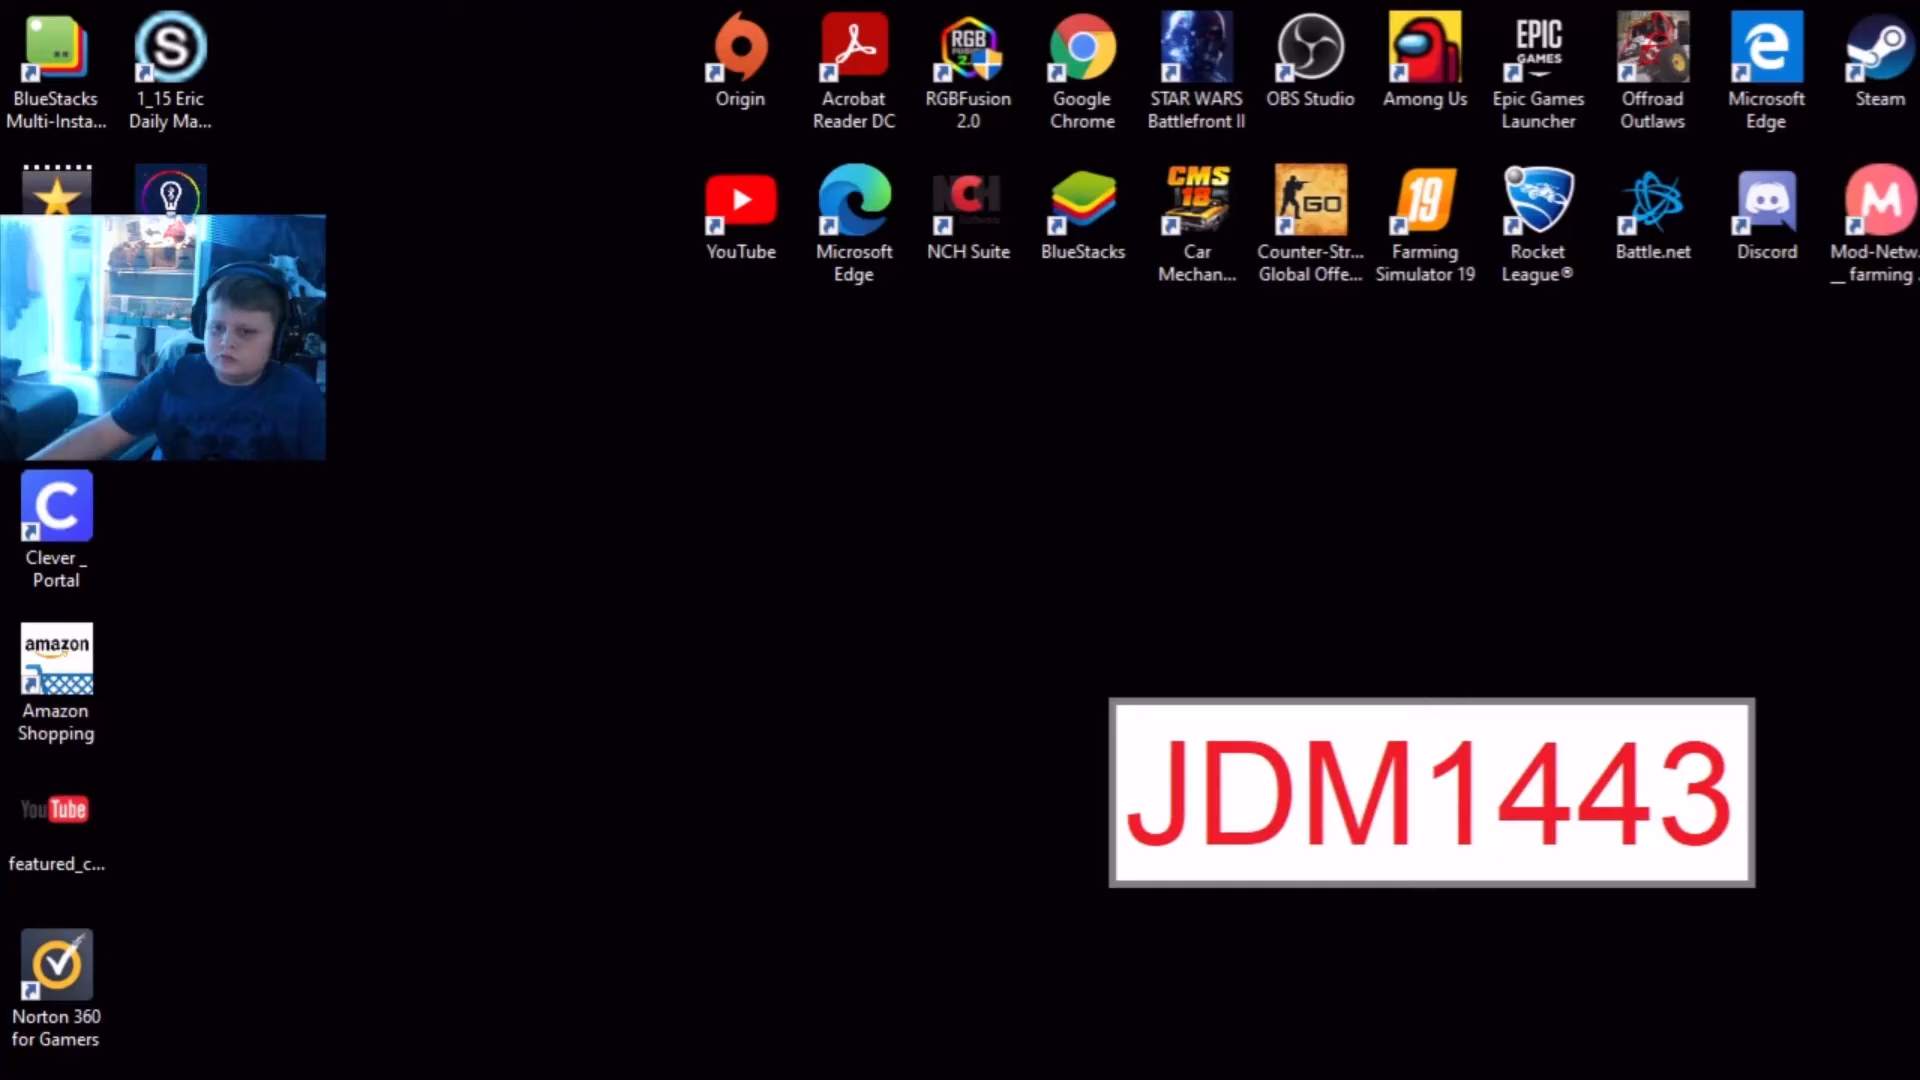 BlueStacks
Multi-Insta...
1_15 Eric
Daily Ma...
Origin
Acrobat
Reader DC
RGB
RGBFusion
2.0
Google
Chrome
STAR WARS
Battlefront II
OBS Studio
Among Us
EPIC
GAMES
Epic Games
Launcher
Offroad
Outlaws
Microsoft
Edge
Steam
YouTube
Microsoft
Edge
NCH
NCH Suite
BlueStacks
CMS
18
Car
Mechan...
GO
Counter-Str...
Global Offe...
19
Farming
Simulator 19
Rocket
League®
Battle.net
Discord
M
Mod-Netw.
__ farming .
C
Clever _
Portal
amazon
Amazon
Shopping
YouTube
featured_c...
Norton 360
for Gamers
JDM1443